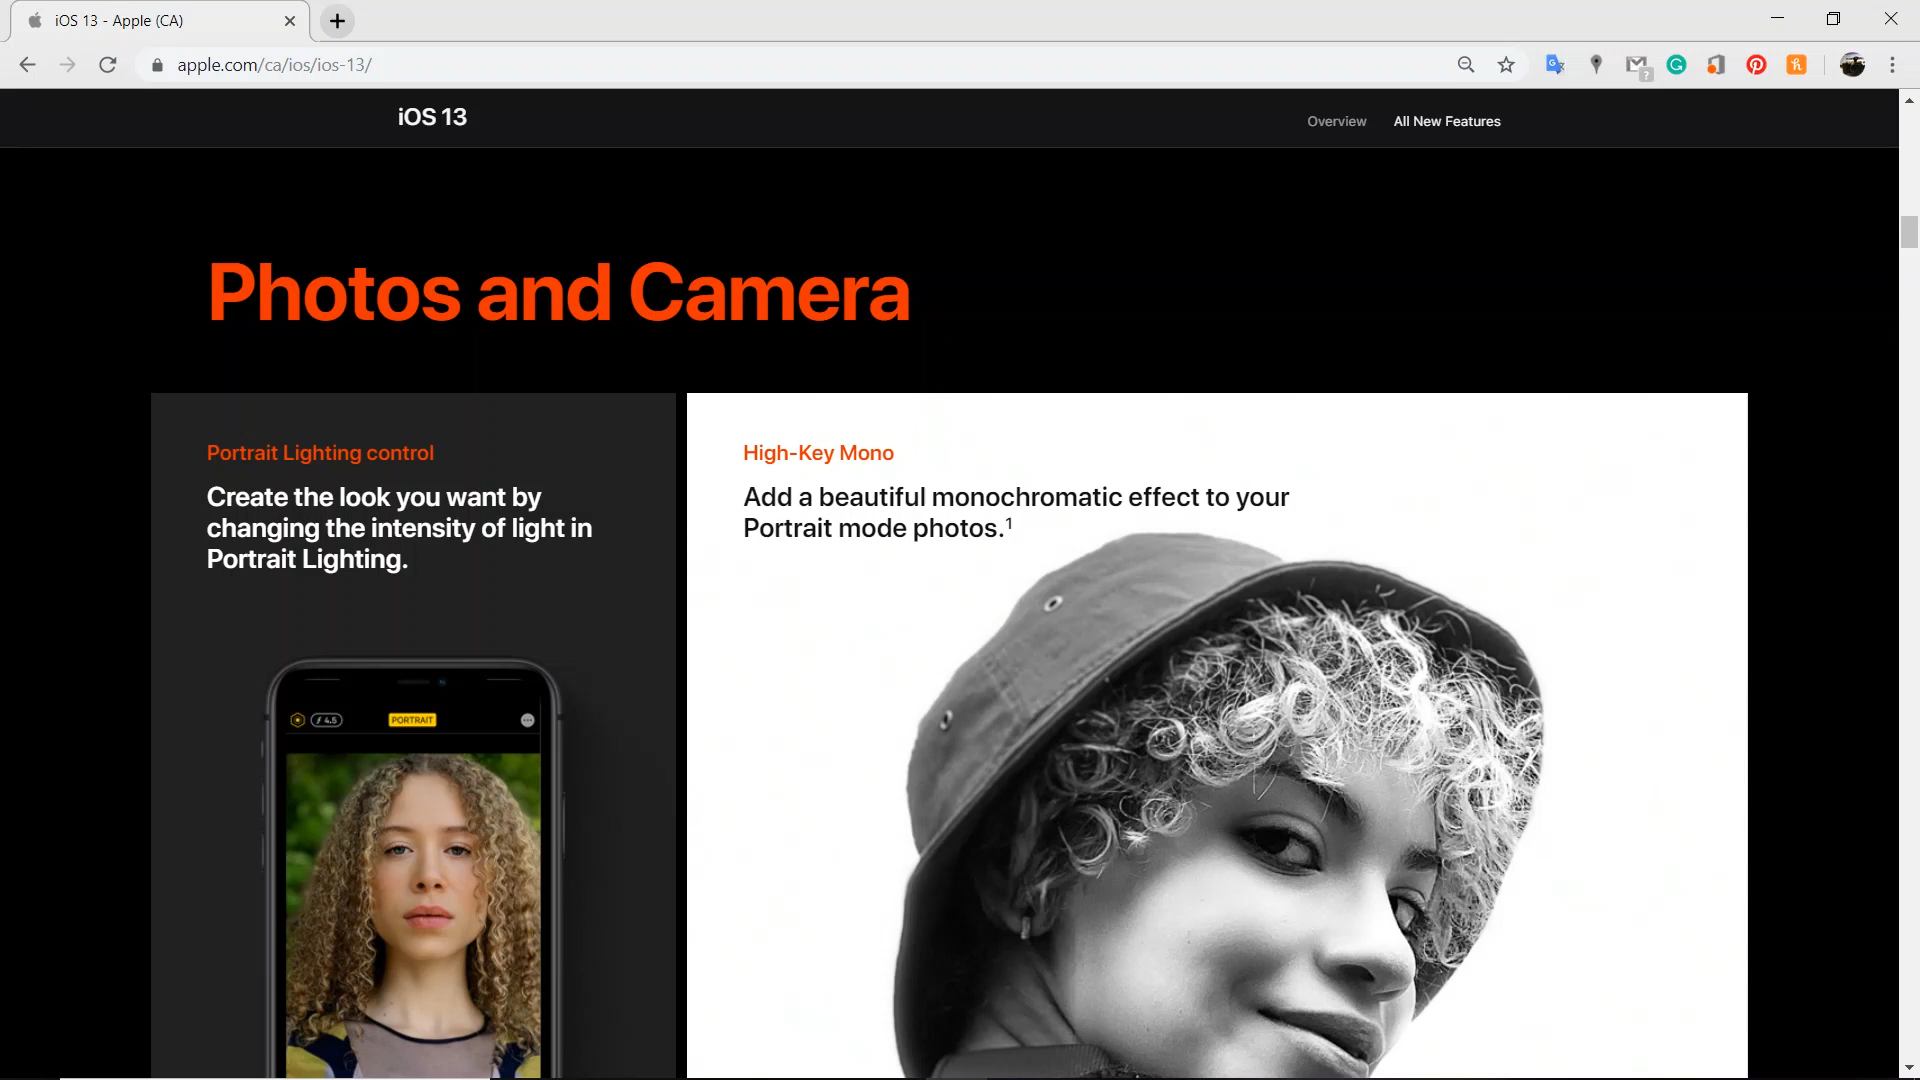 iOS 13 - Apple (CA)
apple.com/ca/ios/ios-13/
iOS 13
Overview
All New Features
Photos and Camera
Portrait Lighting control
Create the look you want by
changing the intensity of light in
Portrait Lighting.
ƒ 4.5
PORTRAIT
High-Key Mono
Add a beautiful monochromatic effect to your
Portrait mode photos.¹